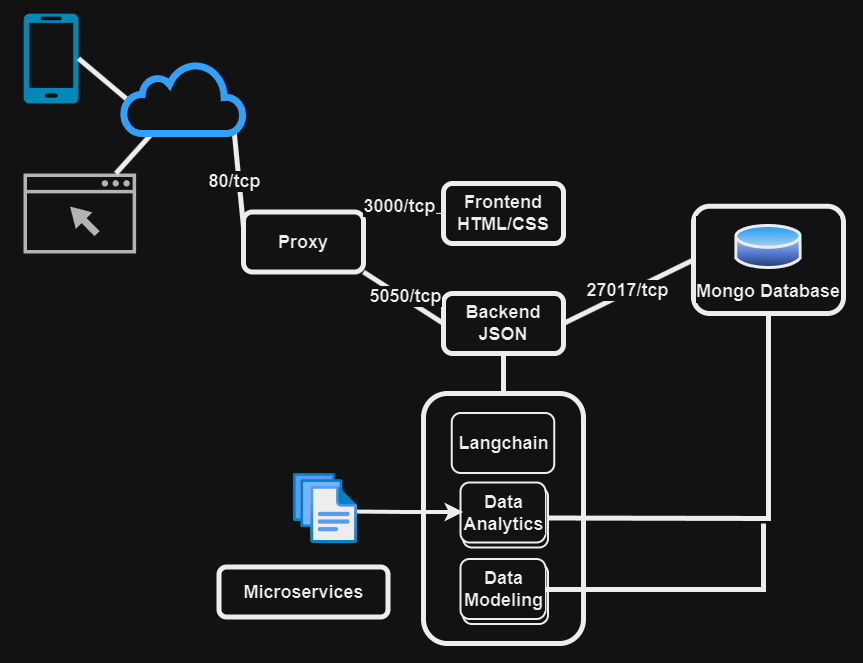 80/tcp
3000/tcp
Frontend
HTML/CSS
Proxy
5050/tcp
27017/tcp
Mongo Database
Backend
JSON
Langchain
Data
Analytics
Data
Modeling
Microservices